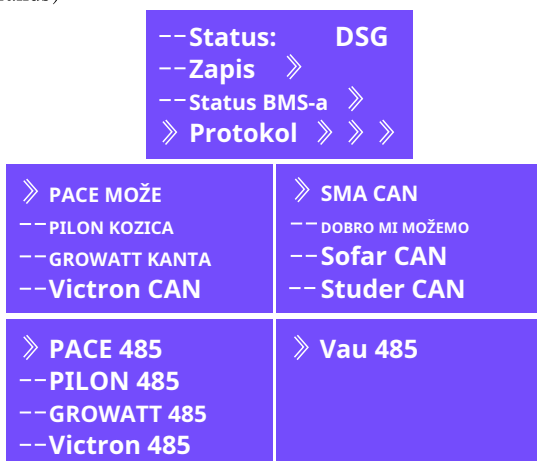 --Status: DSG
--Zapis 》
--Status BMS-a 》
》 Protokol 》 》 》
》 PACE MOŽE
--PILON KOZICA
--GROWATT KANTA
--Victron CAN
》 SMA CAN
--DOBRO MI MOŽEMO
--Sofar CAN
--Studer CAN
》 PACE 485
--PILON 485
--GROWATT 485
--Victron 485
》 Vau 485